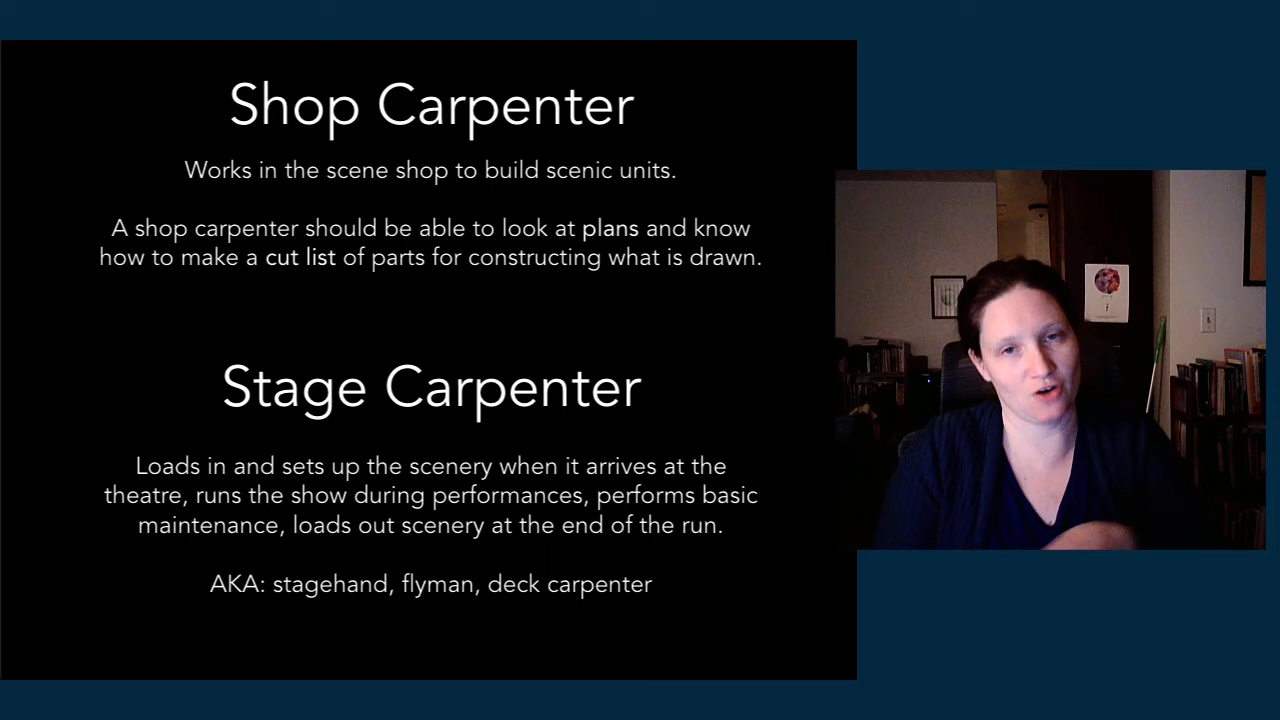 Shop Carpenter
Works in the scene shop to build scenic units.
A shop carpenter should be able to look at plans and know
how to make a cut list of parts for constructing what is drawn.
Stage Carpenter
Loads in and sets up the scenery when it arrives at the
theatre, runs the show during performances, performs basic
maintenance, loads out scenery at the end of the run.
AKA: stagehand, flyman, deck carpenter